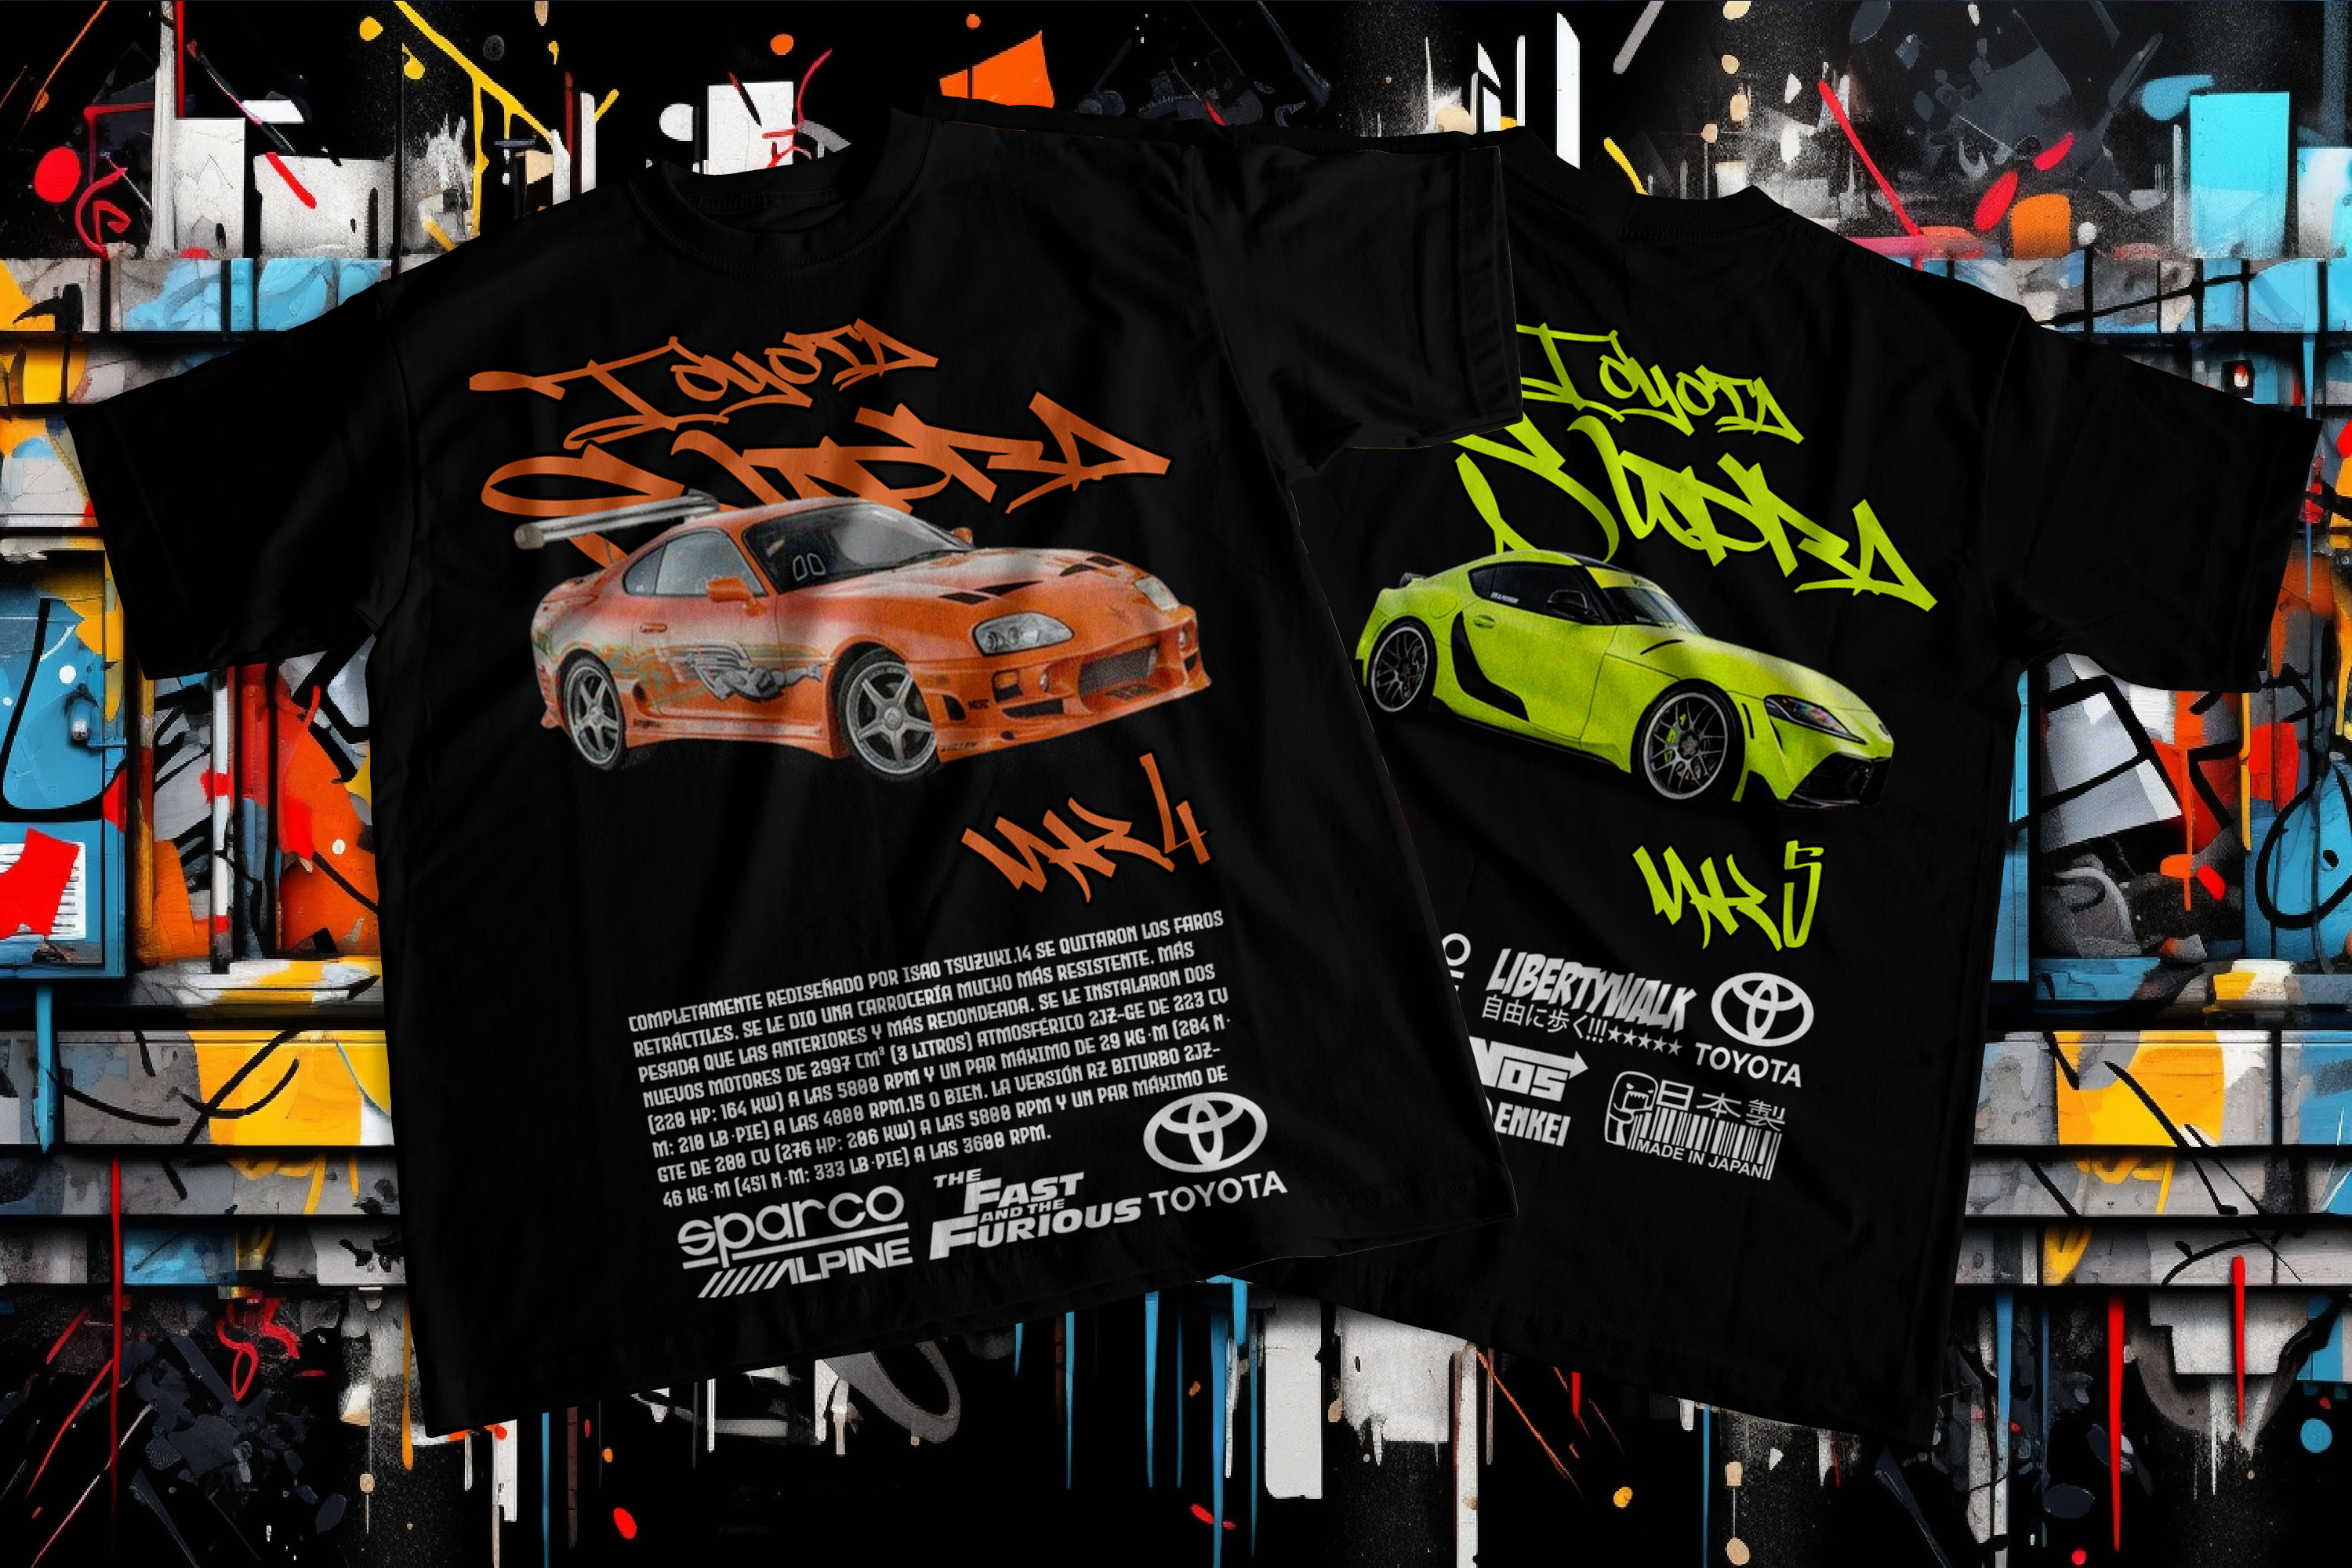 Toyota
Supra
MK4
COMPLETAMENTE REDISEÑADO POR ISAO TSUZUKI.14 SE QUITARON LOS FAROS
RETRÁCTILES. SE LE DIO UNA CARROCERÍA MUCHO MÁS RESISTENTE, MÁS
PESADA QUE LAS ANTERIORES Y MÁS REDONDEADA. SE LE INSTALARON DOS
NUEVOS MOTORES DE 2997 CM³ (3 LITROS) ATMOSFÉRICO 2JZ-GE DE 223 CV
(220 HP; 164 KW) A LAS 5800 RPM Y UN PAR MÁXIMO DE 29 KG·M (284 N·
M; 210 LB·PIE) A LAS 4800 RPM.15 O BIEN, LA VERSIÓN RZ BITURBO 2JZ-
GTE DE 280 CV (276 HP; 206 KW) A LAS 5800 RPM Y UN PAR MÁXIMO DE
46 KG·M (451 N·M; 333 LB·PIE) A LAS 3600 RPM.
sparco
ALPINE
THE FAST
AND THE
FURIOUS
TOYOTA
Toyota
Supra
MK5
LIBERTYWALK
自由に歩く!!!★★★★★
TOYOTA
NOS
ENKEI
日本製
MADE IN JAPAN